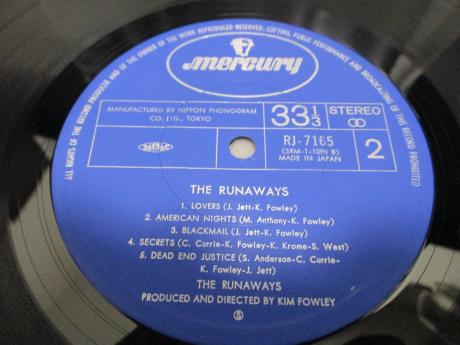 ALL RIGHTS OF THE RECORD PRODUCER AND OF THE OWNER OF THE WORK REPRODUCED RESERVED. COPYING, PUBLIC PERFORMANCE AND BROADCASTING OF THIS RECORD PROHIBITED
mercury
MANUFACTURED BY NIPPON PHONOGRAM
CO. LTD., TOKYO
33 1/3
STEREO
RJ-7165
(SRM-1-1090 B)
MADE IN JAPAN
2
THE RUNAWAYS
1. LOVERS (J. Jett-K. Fowley)
2. AMERICAN NIGHTS (M. Anthony-K. Fowley)
3. BLACKMAIL (J. Jett-K. Fowley)
4. SECRETS (C. Currie-K. Fowley-K. Krome-S. West)
5. DEAD END JUSTICE (S. Anderson-C. Currie-
K. Fowley-J. Jett)
THE RUNAWAYS
PRODUCED AND DIRECTED BY KIM FOWLEY